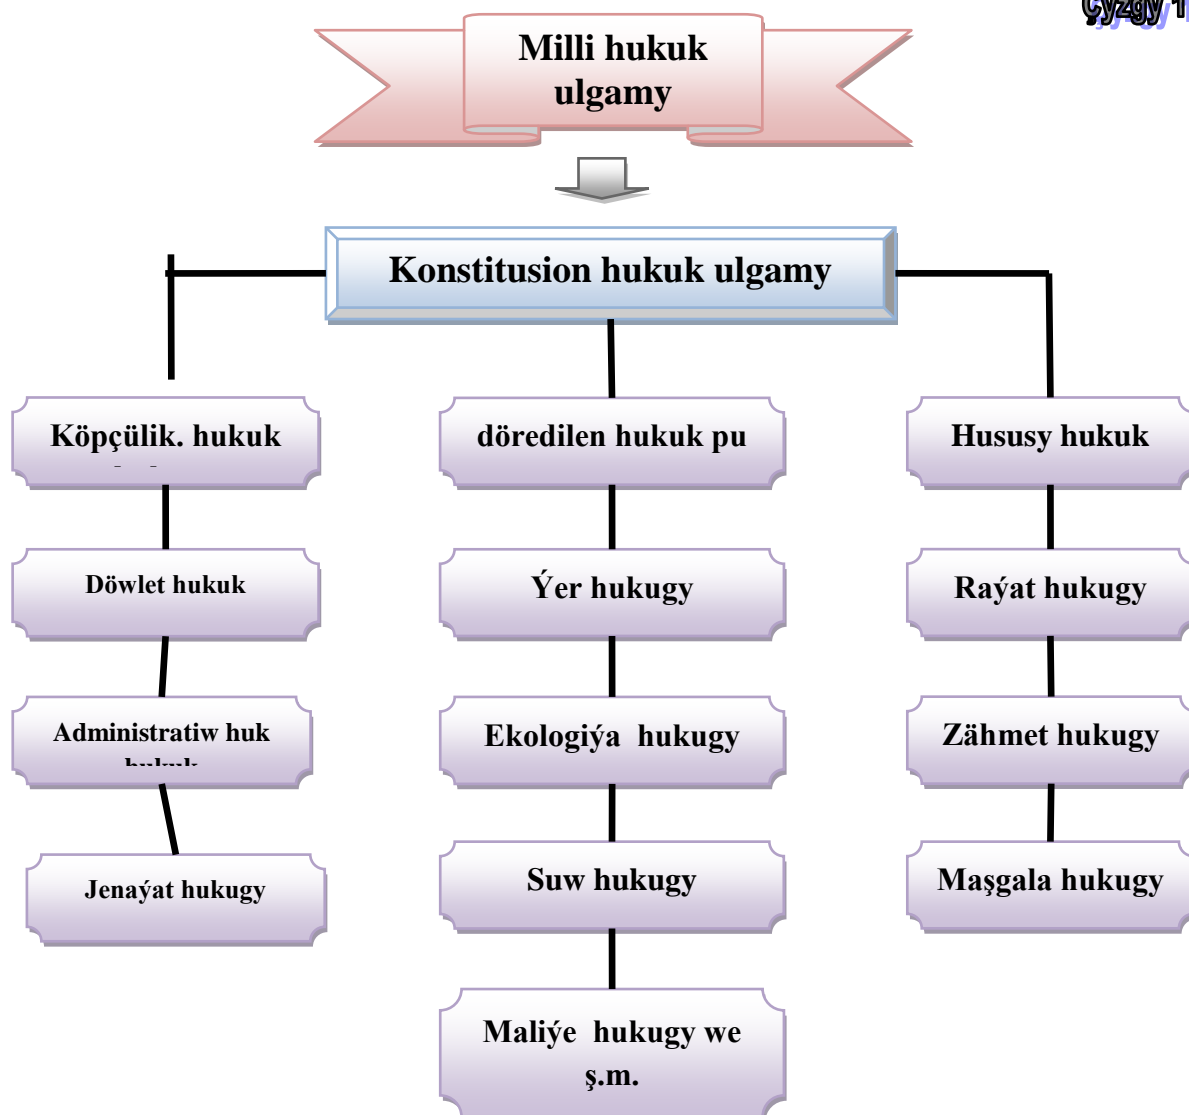 Çyzgy 1
Milli hukuk
ulgamy
Konstitusion hukuk ulgamy
Köpçülik. hukuk
döredilen hukuk pu
Hususy hukuk
Döwlet hukuk
Ýer hukugy
Raýat hukugy
Administratiw huk
hukuk
Ekologiýa hukugy
Zähmet hukugy
Jenaýat hukugy
Suw hukugy
Maşgala hukugy
Maliýe hukugy we
ş.m.